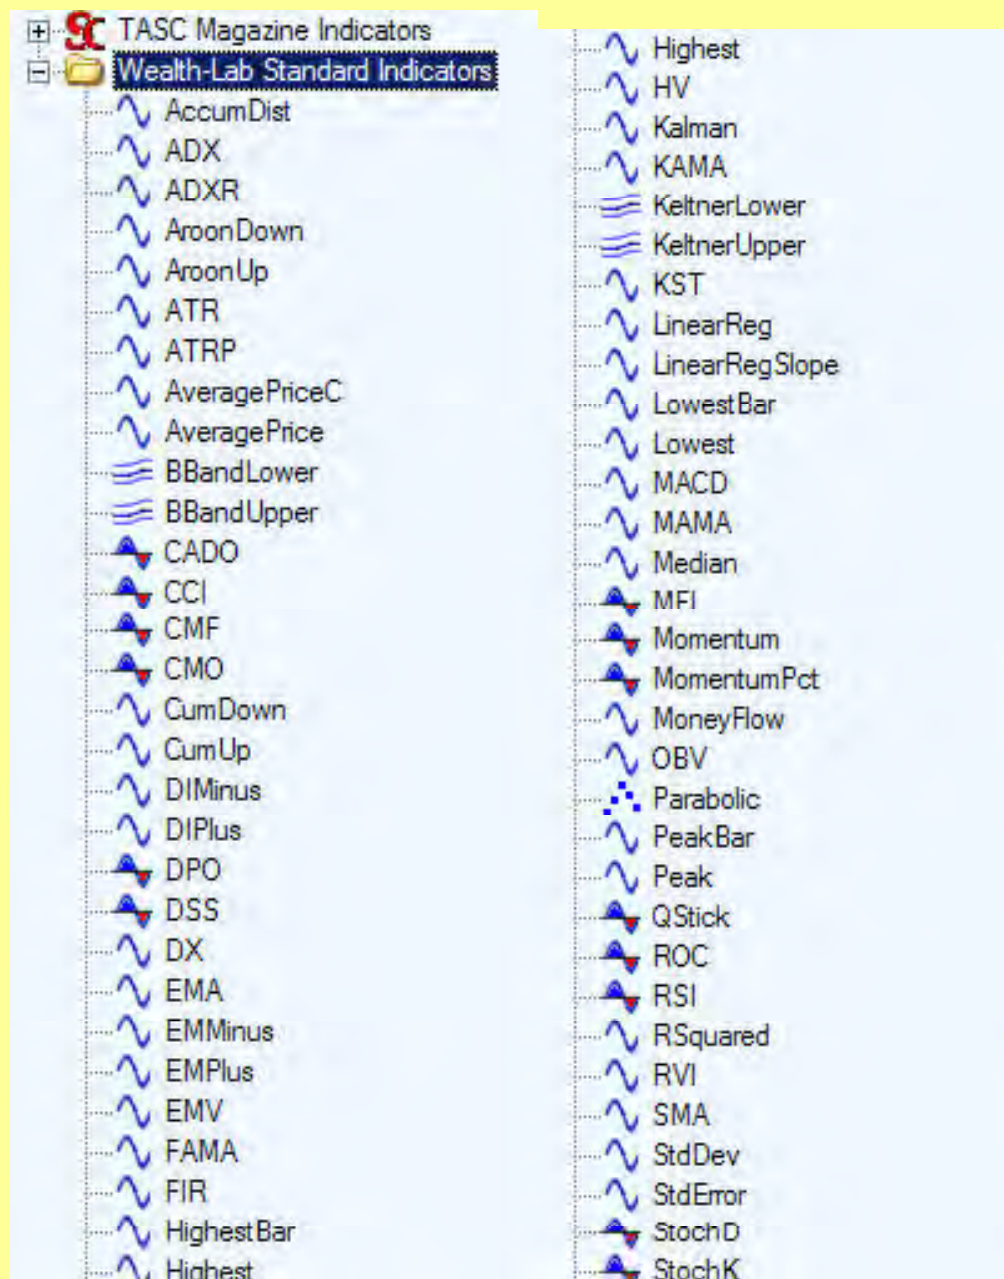 TASC Magazine Indicators
Wealth-Lab Standard Indicators
AccumDist
ADX
ADXR
AroonDown
AroonUp
ATR
ATRP
AveragePriceC
AveragePrice
BBandLower
BBandUpper
CADO
CCI
CMF
CMO
CumDown
CumUp
DIMinus
DIPlus
DPO
DSS
DX
EMA
EMMinus
EMPlus
EMV
FAMA
FIR
HighestBar
Highest
Highest
HV
Kalman
KAMA
KeltnerLower
KeltnerUpper
KST
LinearReg
LinearRegSlope
LowestBar
Lowest
MACD
MAMA
Median
MFI
Momentum
MomentumPct
MoneyFlow
OBV
Parabolic
PeakBar
Peak
QStick
ROC
RSI
RSquared
RVI
SMA
StdDev
StdError
StochD
StochK